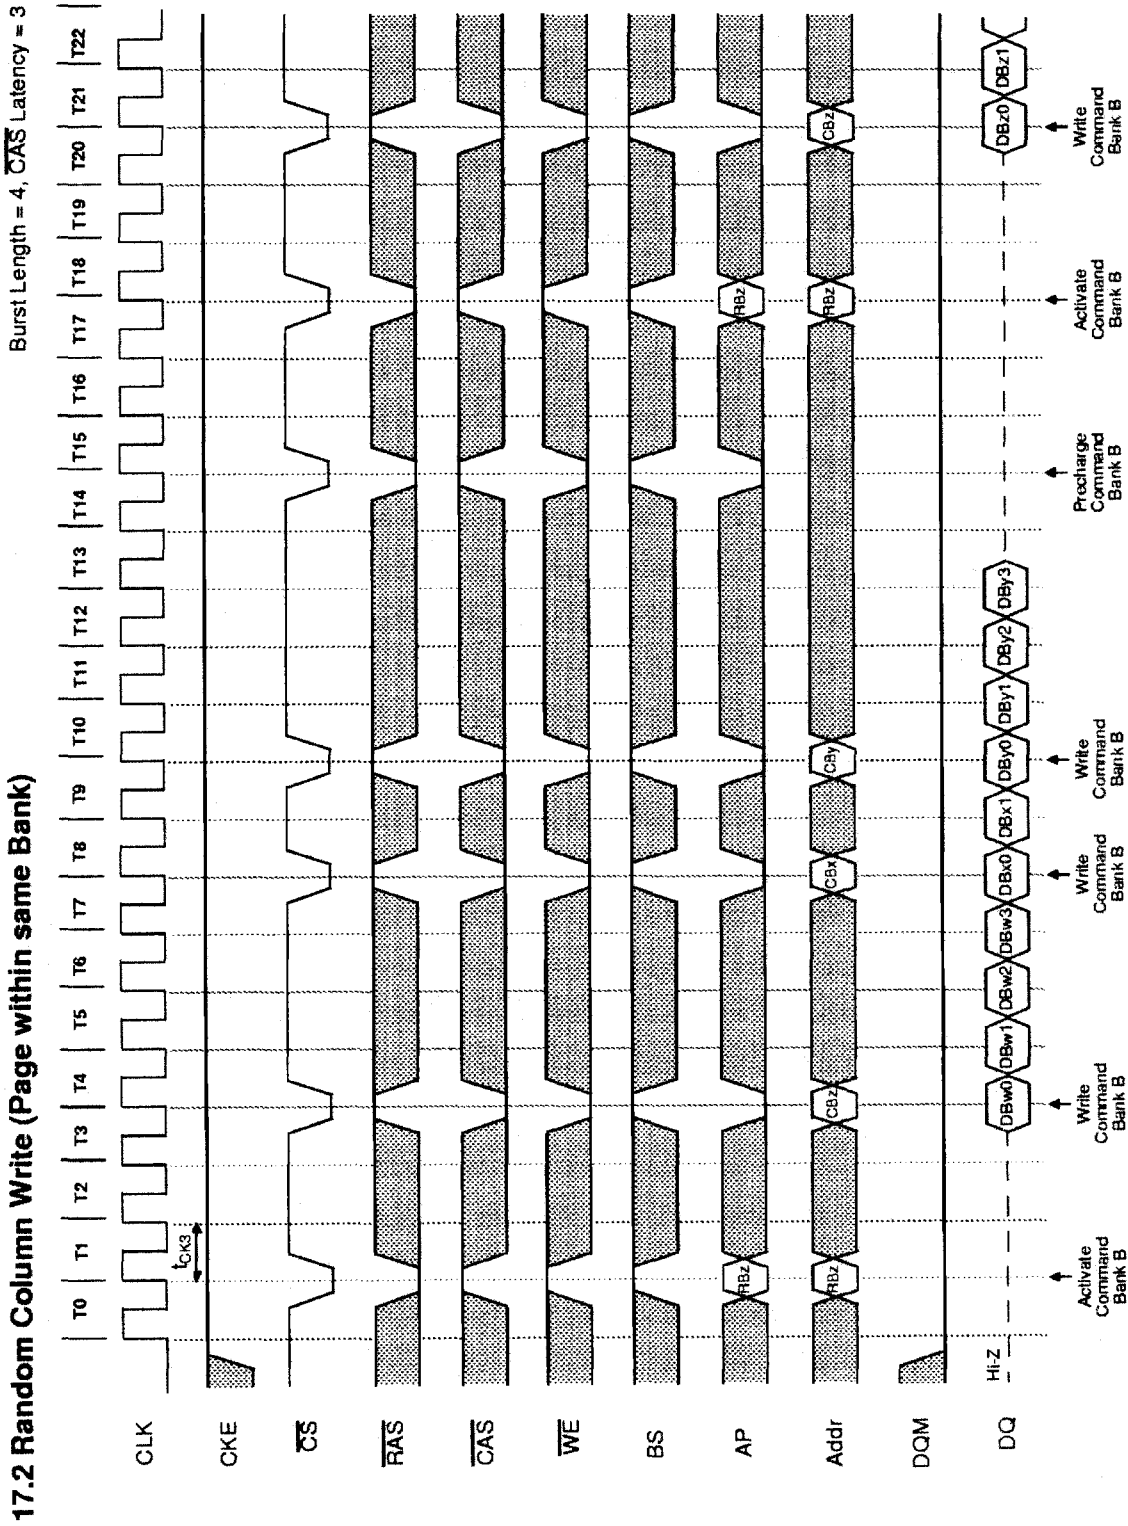 17.2 Random Column Write (Page within same Bank)
Burst Length = 4, CAS Latency = 3
T0 T1 T2 T3 T4 T5 T6 T7 T8 T9 T10 T11 T12 T13 T14 T15 T16 T17 T18 T19 T20 T21 T22
CLK
tCK3
CKE
CS
RAS
CAS
WE
BS
AP
RBz RBz
Addr
RBz CBz CBx CBy RBz CBz
DQM
DQ
Hi-Z
DBw0 DBw1 DBw2 DBw3 DBx0 DBx1 DBy0 DBy1 DBy2 DBy3 DBz0 DBz1
Activate
Command
Bank B
Write
Command
Bank B
Write
Command
Bank B
Write
Command
Bank B
Precharge
Command
Bank B
Activate
Command
Bank B
Write
Command
Bank B